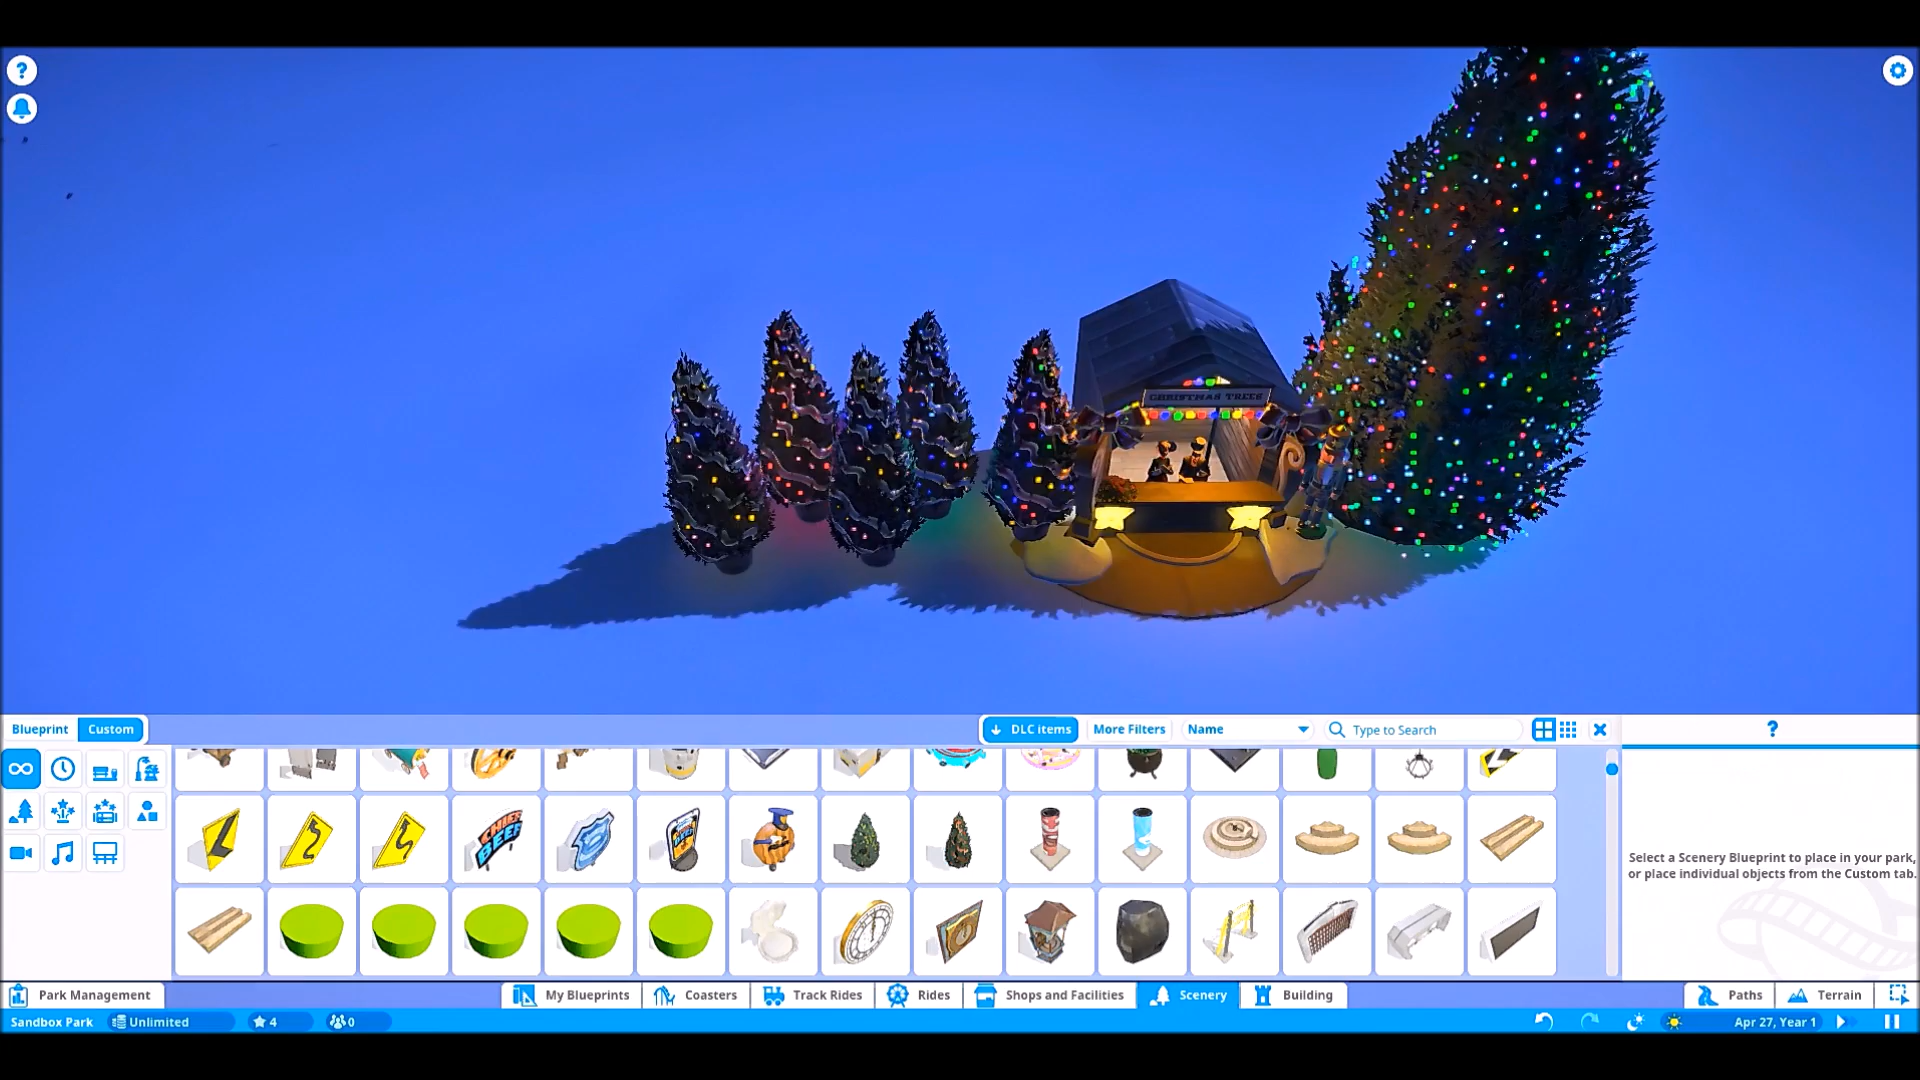 CHRISTMAS TREES
Blueprint
Custom
DLC items
More Filters
Name
Type to Search
CHIEF
BEEF
Select a Scenery Blueprint to place in your park,
or place individual objects from the Custom tab.
Park Management
My Blueprints
Coasters
Track Rides
Rides
Shops and Facilities
Scenery
Building
Paths
Terrain
Sandbox Park
Unlimited
4
0
Apr 27, Year 1